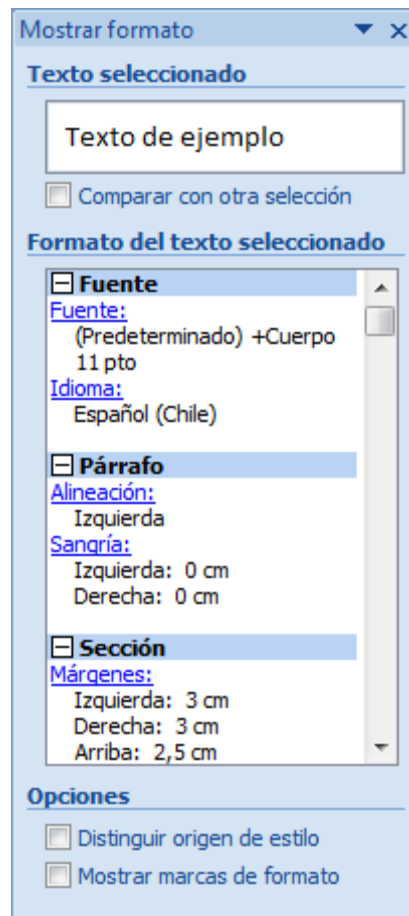 Mostrar formato
Texto seleccionado
Texto de ejemplo
Comparar con otra selección
Formato del texto seleccionado
Fuente
Fuente:
(Predeterminado) +Cuerpo
11 pto
Idioma:
Español (Chile)
Párrafo
Alineación:
Izquierda
Sangría:
Izquierda: 0 cm
Derecha: 0 cm
Sección
Márgenes:
Izquierda: 3 cm
Derecha: 3 cm
Arriba: 2,5 cm
Opciones
Distinguir origen de estilo
Mostrar marcas de formato